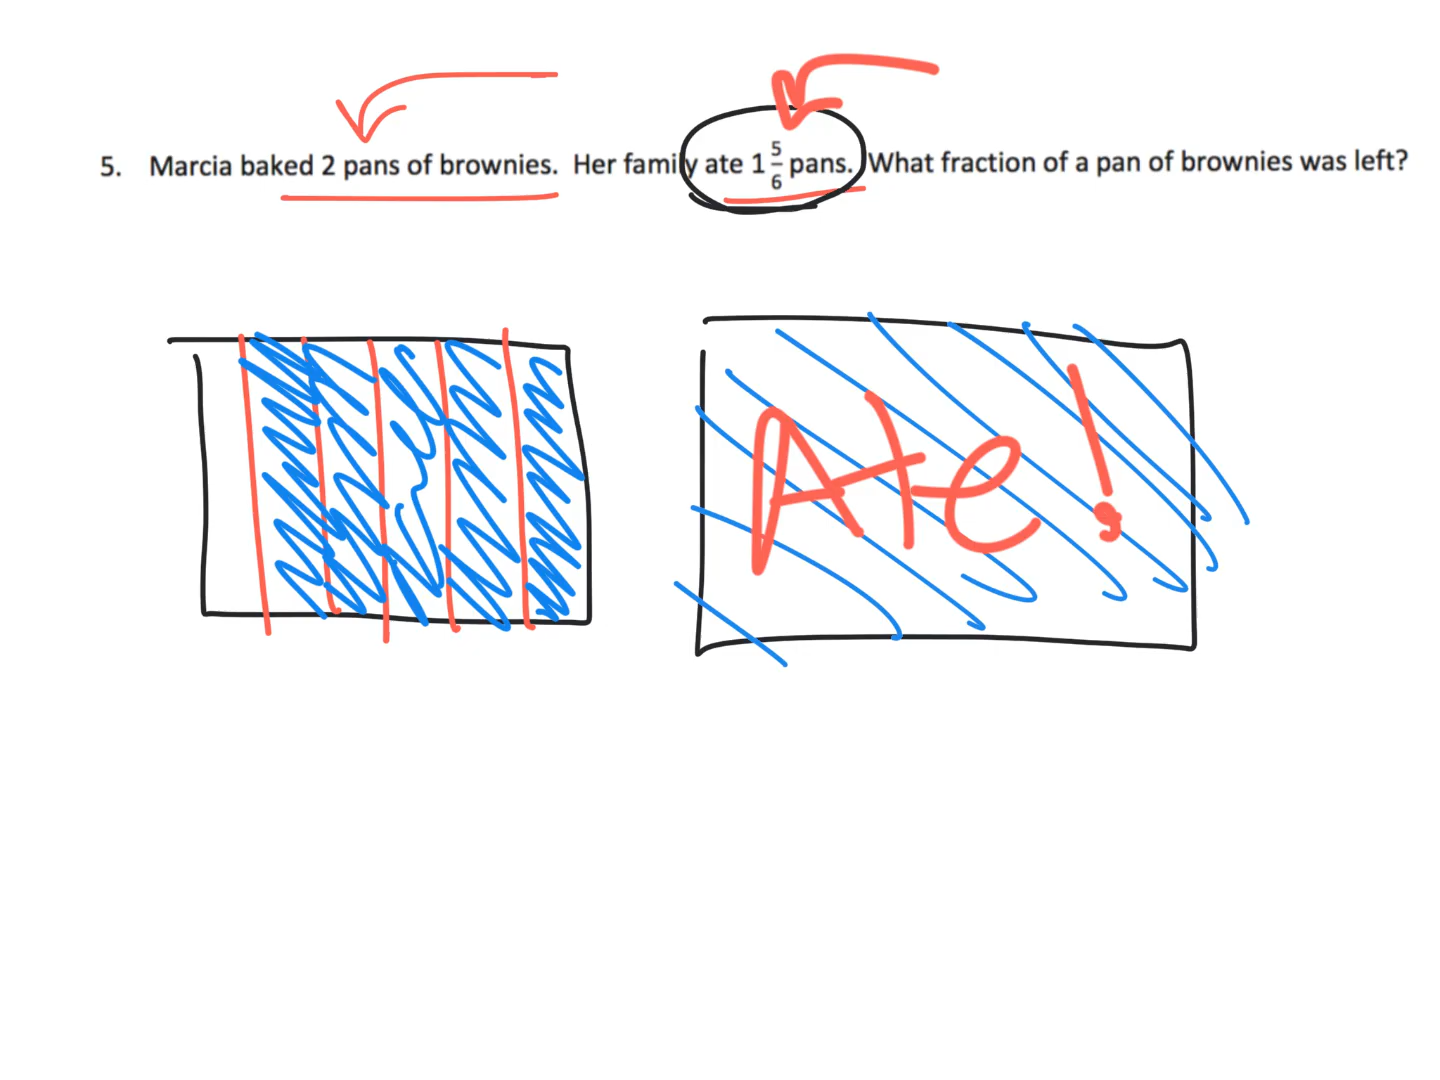 5. Marcia baked 2 pans of brownies. Her family ate 1 5/6 pans. What fraction of a pan of brownies was left?
Ate!